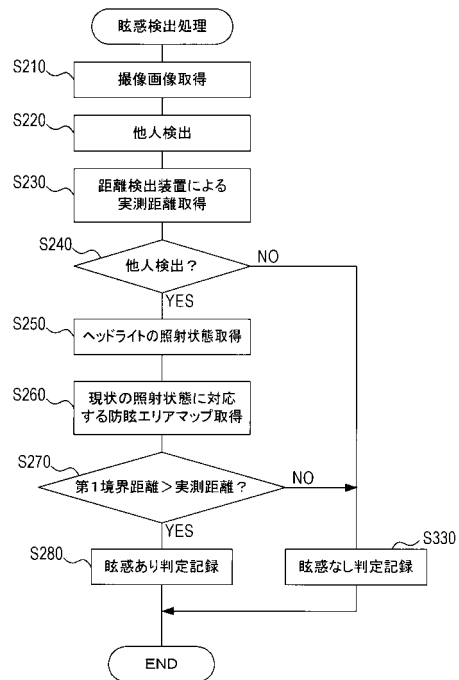 眩惑検出処理
S210
撮像画像取得
S220
他人検出
S230
距離検出装置による
実測距離取得
S240
他人検出?
NO
YES
S250
ヘッドライトの照射状態取得
S260
現状の照射状態に対応
する防眩エリアマップ取得
S270
第1境界距離>実測距離?
NO
YES
S280
眩惑あり判定記録
S330
眩惑なし判定記録
END